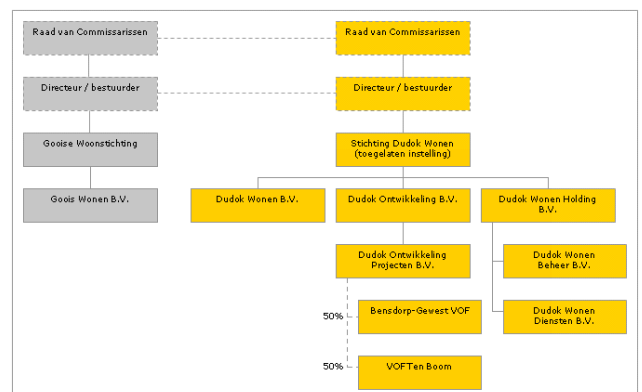 Raad van Commissarissen
Raad van Commissarissen
Directeur / bestuurder
Directeur / bestuurder
Gooise Woonstichting
Stichting Dudok Wonen
(toegelaten instelling)
Goois Wonen B.V.
Dudok Wonen B.V.
Dudok Ontwikkeling B.V.
Dudok Wonen Holding
B.V.
Dudok Ontwikkeling
Projecten B.V.
Dudok Wonen
Beheer B.V.
50%
Bensdorp-Gewest VOF
Dudok Wonen
Diensten B.V.
50%
VOFTen Boom